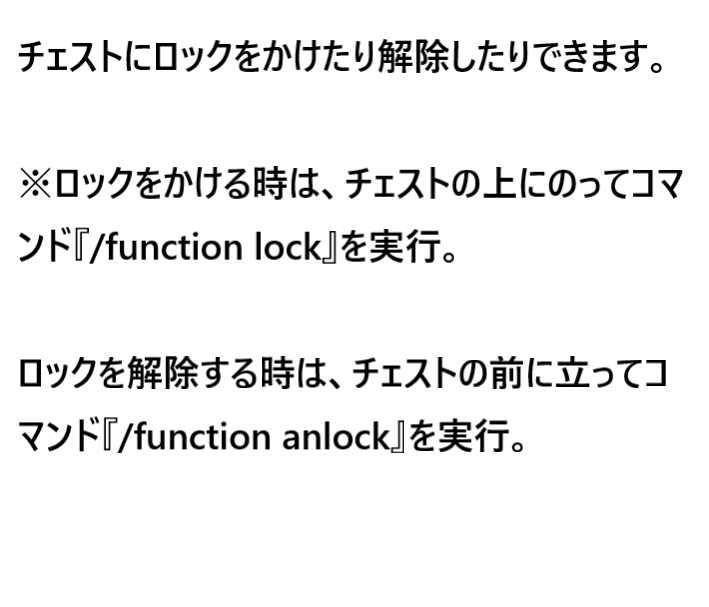 チェストにロックをかけたり解除したりできます。
※ロックをかける時は、チェストの上にのってコマ
ンド『/function lock』を実行。
ロックを解除する時は、チェストの前に立ってコ
マンド『/function anlock』を実行。